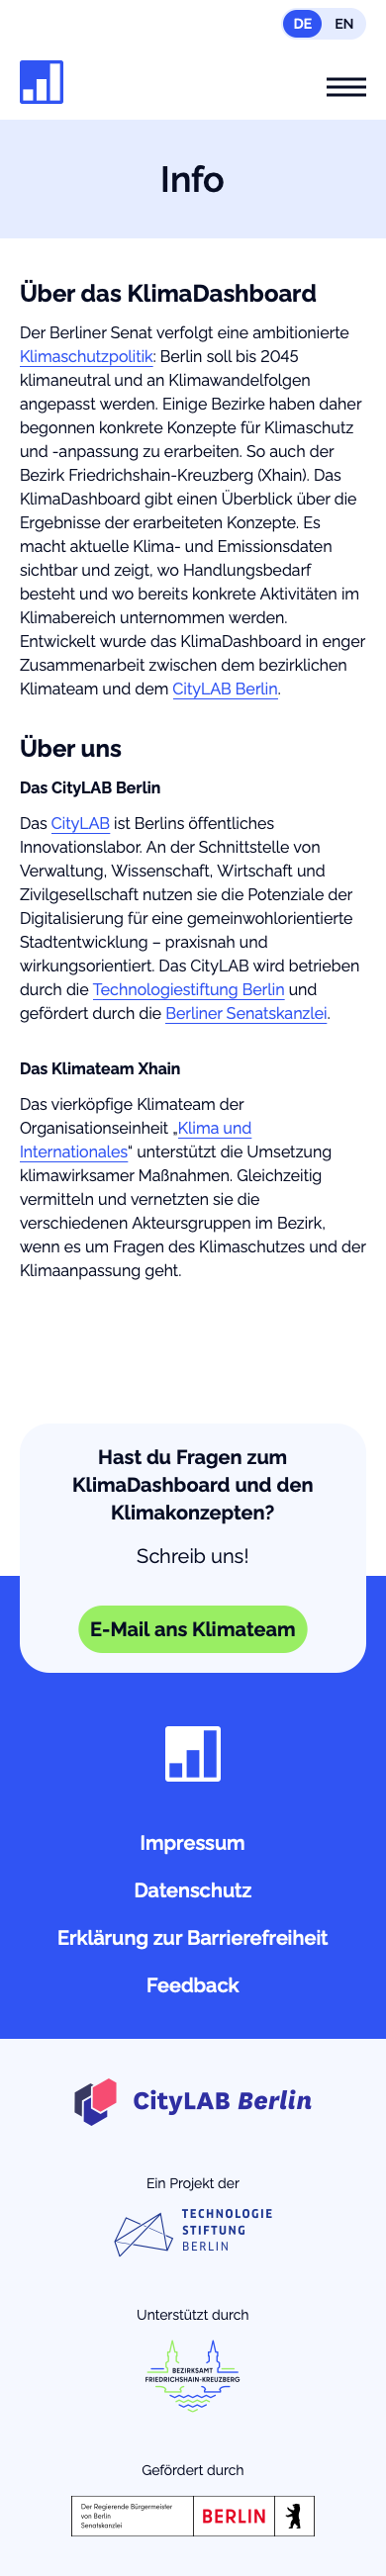 DE EN
Info
Über das KlimaDashboard
Der Berliner Senat verfolgt eine ambitionierte
Klimaschutzpolitik: Berlin soll bis 2045
klimaneutral und an Klimawandelfolgen
angepasst werden. Einige Bezirke haben daher
begonnen konkrete Konzepte für Klimaschutz
und -anpassung zu erarbeiten. So auch der
Bezirk Friedrichshain-Kreuzberg (Xhain). Das
KlimaDashboard gibt einen Überblick über die
Ergebnisse der erarbeiteten Konzepte. Es
macht aktuelle Klima- und Emissionsdaten
sichtbar und zeigt, wo Handlungsbedarf
besteht und wo bereits konkrete Aktivitäten im
Klimabereich unternommen werden.
Entwickelt wurde das KlimaDashboard in enger
Zusammenarbeit zwischen dem bezirklichen
Klimateam und dem CityLAB Berlin.
Über uns
Das CityLAB Berlin
Das CityLAB ist Berlins öffentliches
Innovationslabor. An der Schnittstelle von
Verwaltung, Wissenschaft, Wirtschaft und
Zivilgesellschaft nutzen sie die Potenziale der
Digitalisierung für eine gemeinwohlorientierte
Stadtentwicklung – praxisnah und
wirkungsorientiert. Das CityLAB wird betrieben
durch die Technologiestiftung Berlin und
gefördert durch die Berliner Senatskanzlei.
Das Klimateam Xhain
Das vierköpfige Klimateam der
Organisationseinheit „Klima und
Internationales“ unterstützt die Umsetzung
klimawirksamer Maßnahmen. Gleichzeitig
vermitteln und vernetzten sie die
verschiedenen Akteursgruppen im Bezirk,
wenn es um Fragen des Klimaschutzes und der
Klimaanpassung geht.
Hast du Fragen zum
KlimaDashboard und den
Klimakonzepten?
Schreib uns!
E-Mail ans Klimateam
Impressum
Datenschutz
Erklärung zur Barrierefreiheit
Feedback
CityLAB Berlin
Ein Projekt der
TECHNOLOGIE
STIFTUNG
BERLIN
Unterstützt durch
BEZIRKSAMT
FRIEDRICHSHAIN-KREUZBERG
Gefördert durch
Der Regierende Bürgermeister
von Berlin
Senatskanzlei
BERLIN